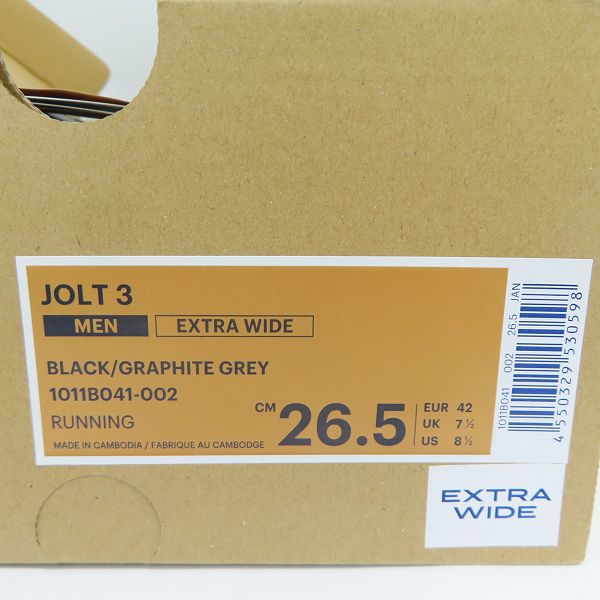 JOLT 3
MEN
EXTRA WIDE
BLACK/GRAPHITE GREY
1011B041-002
RUNNING
MADE IN CAMBODIA / FABRIQUE AU CAMBODGE
CM 26.5
EUR 42
UK 7 ½
US 8 ½
1011B041 002 26.5 JAN
4 550329 530598
EXTRA
WIDE